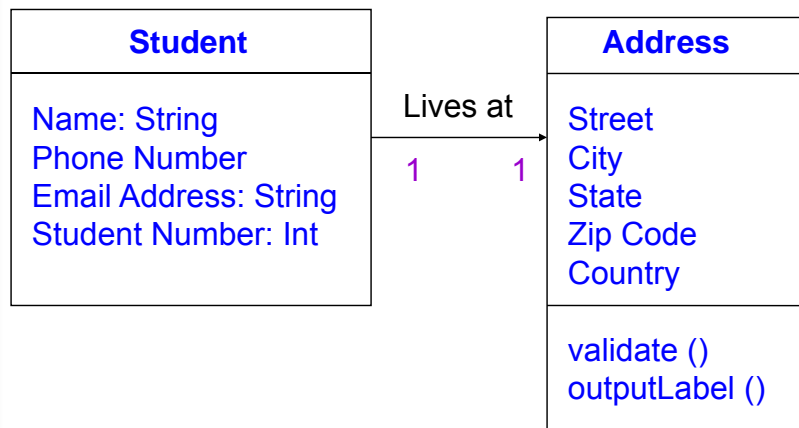 Student
Name: String
Phone Number
Email Address: String
Student Number: Int
Lives at
1 1
Address
Street
City
State
Zip Code
Country
validate ()
outputLabel ()